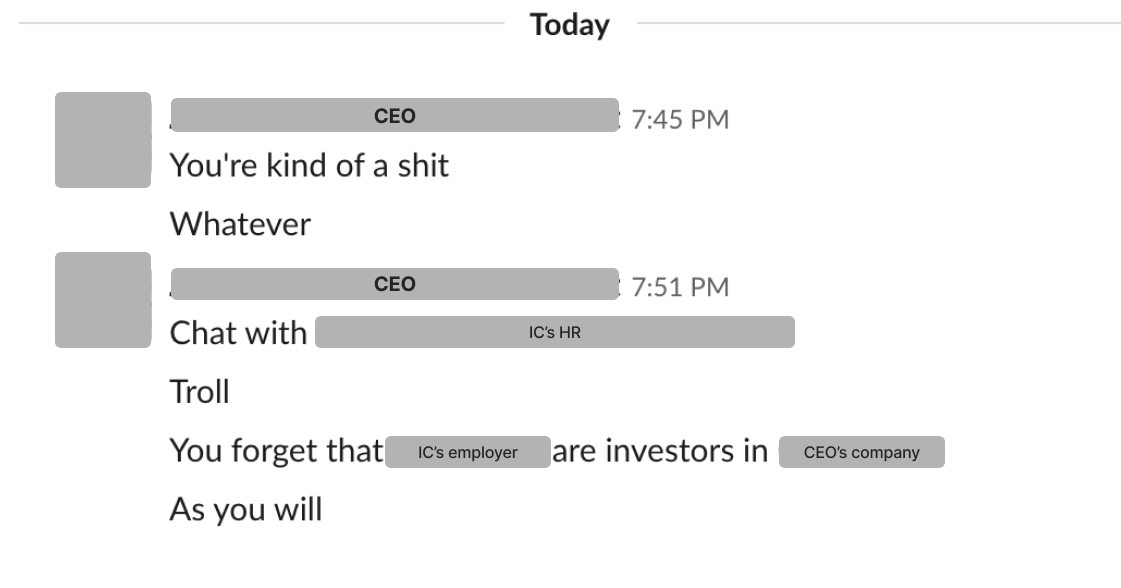 Today
CEO 7:45 PM
You're kind of a shit
Whatever
CEO 7:51 PM
Chat with IC's HR
Troll
You forget that IC's employer are investors in CEO's company
As you will